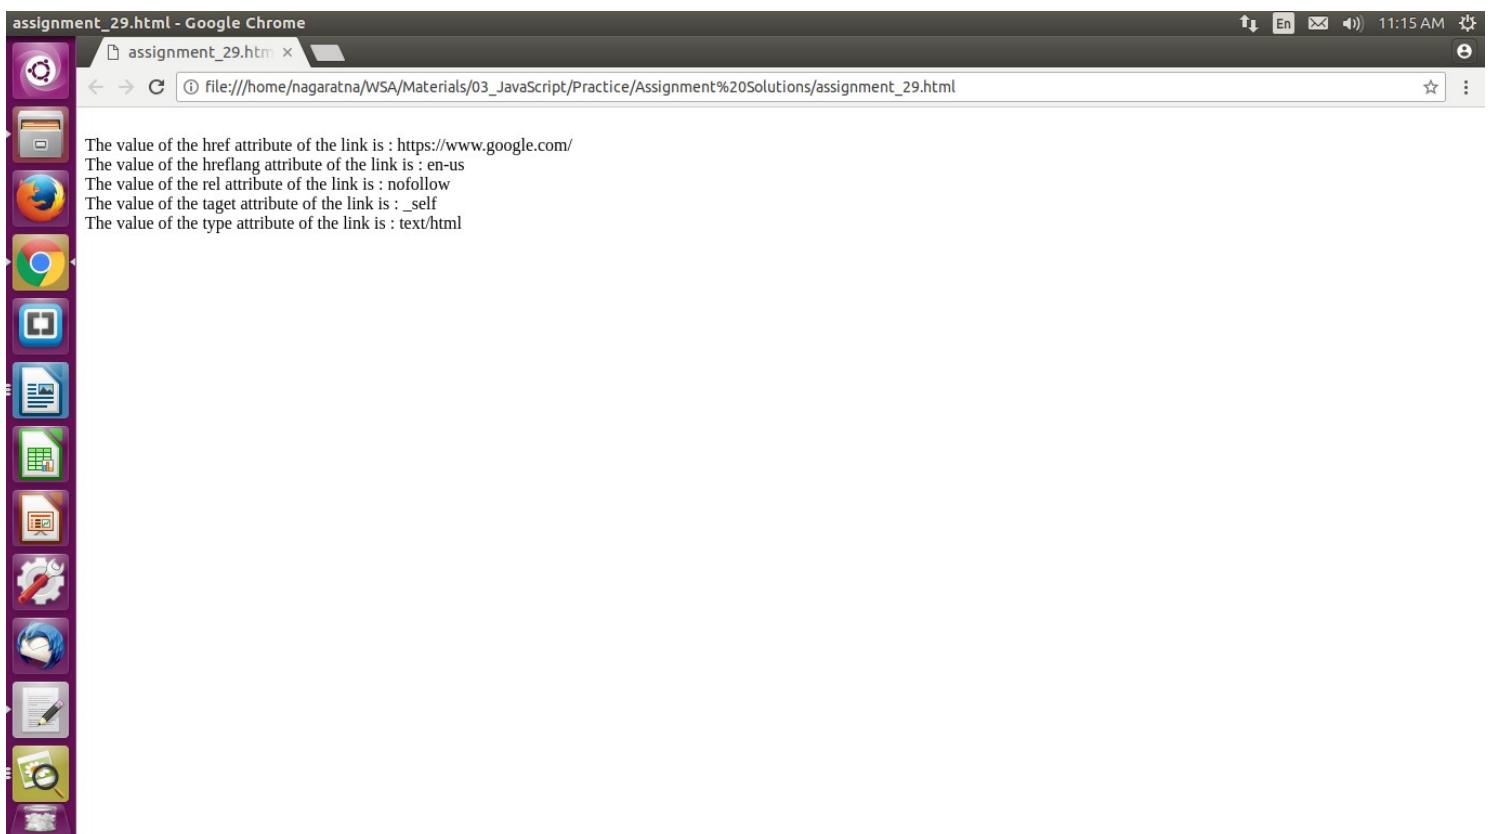 assignment_29.html - Google Chrome
En
11:15 AM
assignment_29.htm
file:///home/nagaratna/WSA/Materials/03_JavaScript/Practice/Assignment%20Solutions/assignment_29.html
The value of the href attribute of the link is : https://www.google.com/
The value of the hreflang attribute of the link is : en-us
The value of the rel attribute of the link is : nofollow
The value of the taget attribute of the link is : _self
The value of the type attribute of the link is : text/html